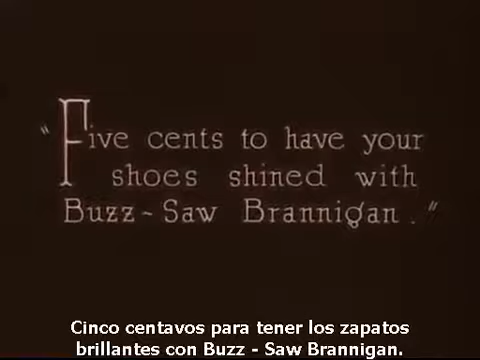 "Five cents to have your
shoes shined with
Buzz-Saw Brannigan."
Cinco centavos para tener los zapatos
brillantes con Buzz - Saw Brannigan.